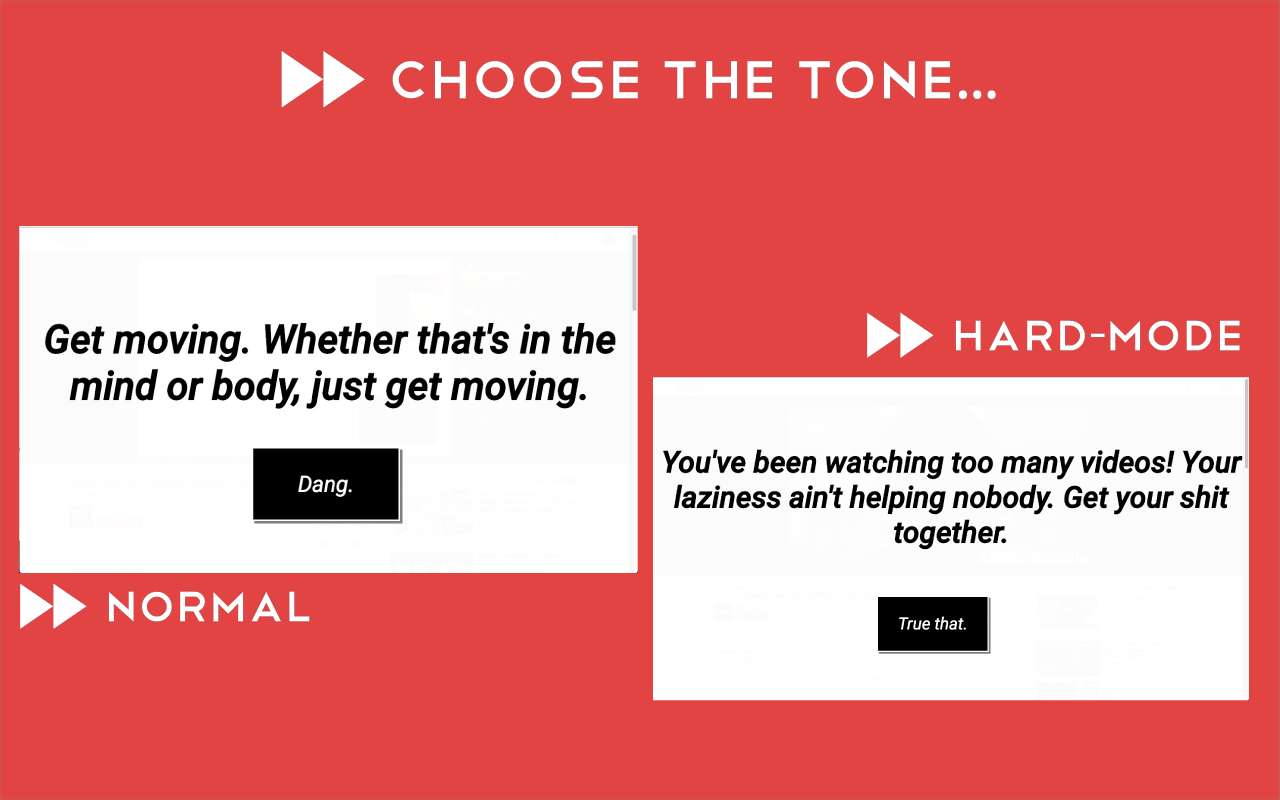 CHOOSE THE TONE...
Get moving. Whether that's in the
mind or body, just get moving.
Dang.
NORMAL
HARD-MODE
You've been watching too many videos! Your
laziness ain't helping nobody. Get your shit
together.
True that.